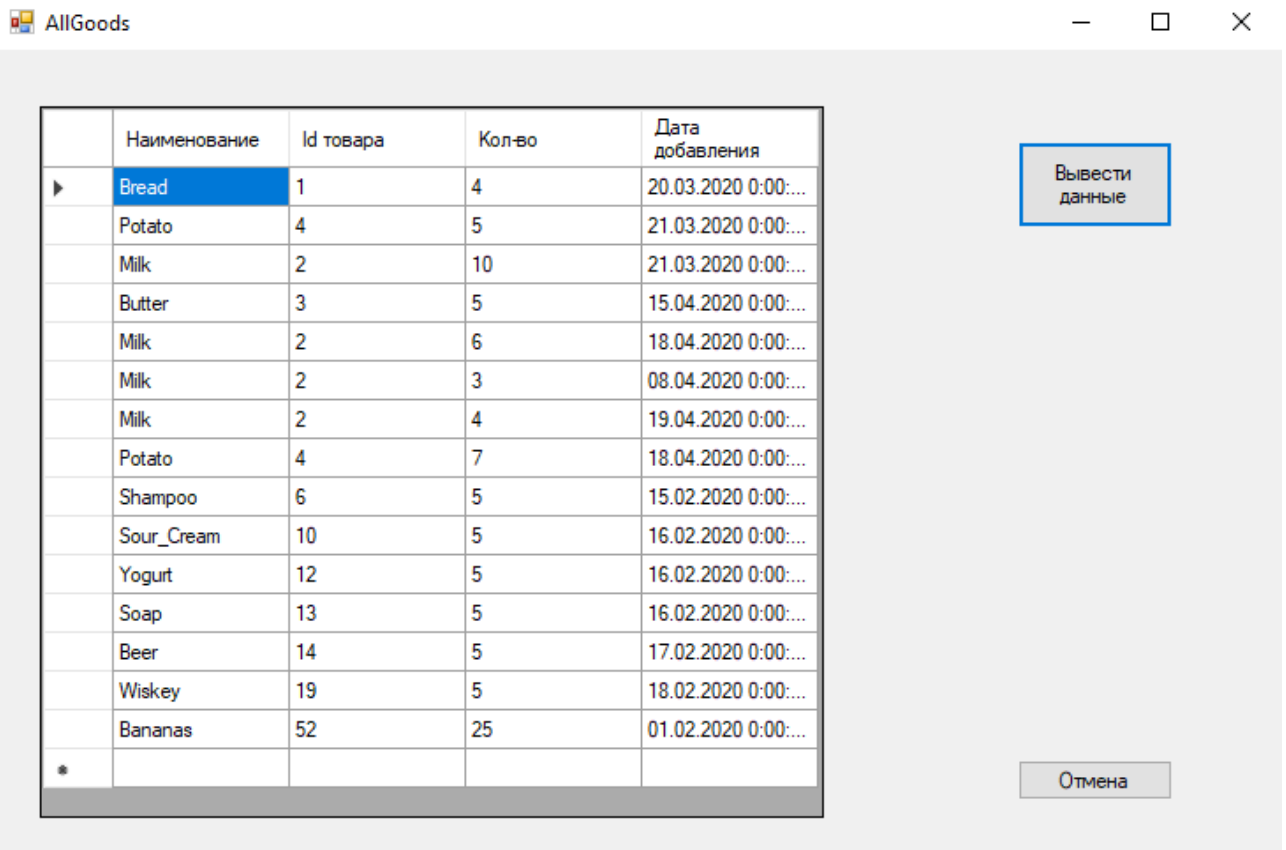 AllGoods
Наименование Id товара Кол-во Дата добавления
Bread 1 4 20.03.2020 0:00:...
Potato 4 5 21.03.2020 0:00:...
Milk 2 10 21.03.2020 0:00:...
Butter 3 5 15.04.2020 0:00:...
Milk 2 6 18.04.2020 0:00:...
Milk 2 3 08.04.2020 0:00:...
Milk 2 4 19.04.2020 0:00:...
Potato 4 7 18.04.2020 0:00:...
Shampoo 6 5 15.02.2020 0:00:...
Sour_Cream 10 5 16.02.2020 0:00:...
Yogurt 12 5 16.02.2020 0:00:...
Soap 13 5 16.02.2020 0:00:...
Beer 14 5 17.02.2020 0:00:...
Wiskey 19 5 18.02.2020 0:00:...
Bananas 52 25 01.02.2020 0:00:...
Вывести
данные
Отмена